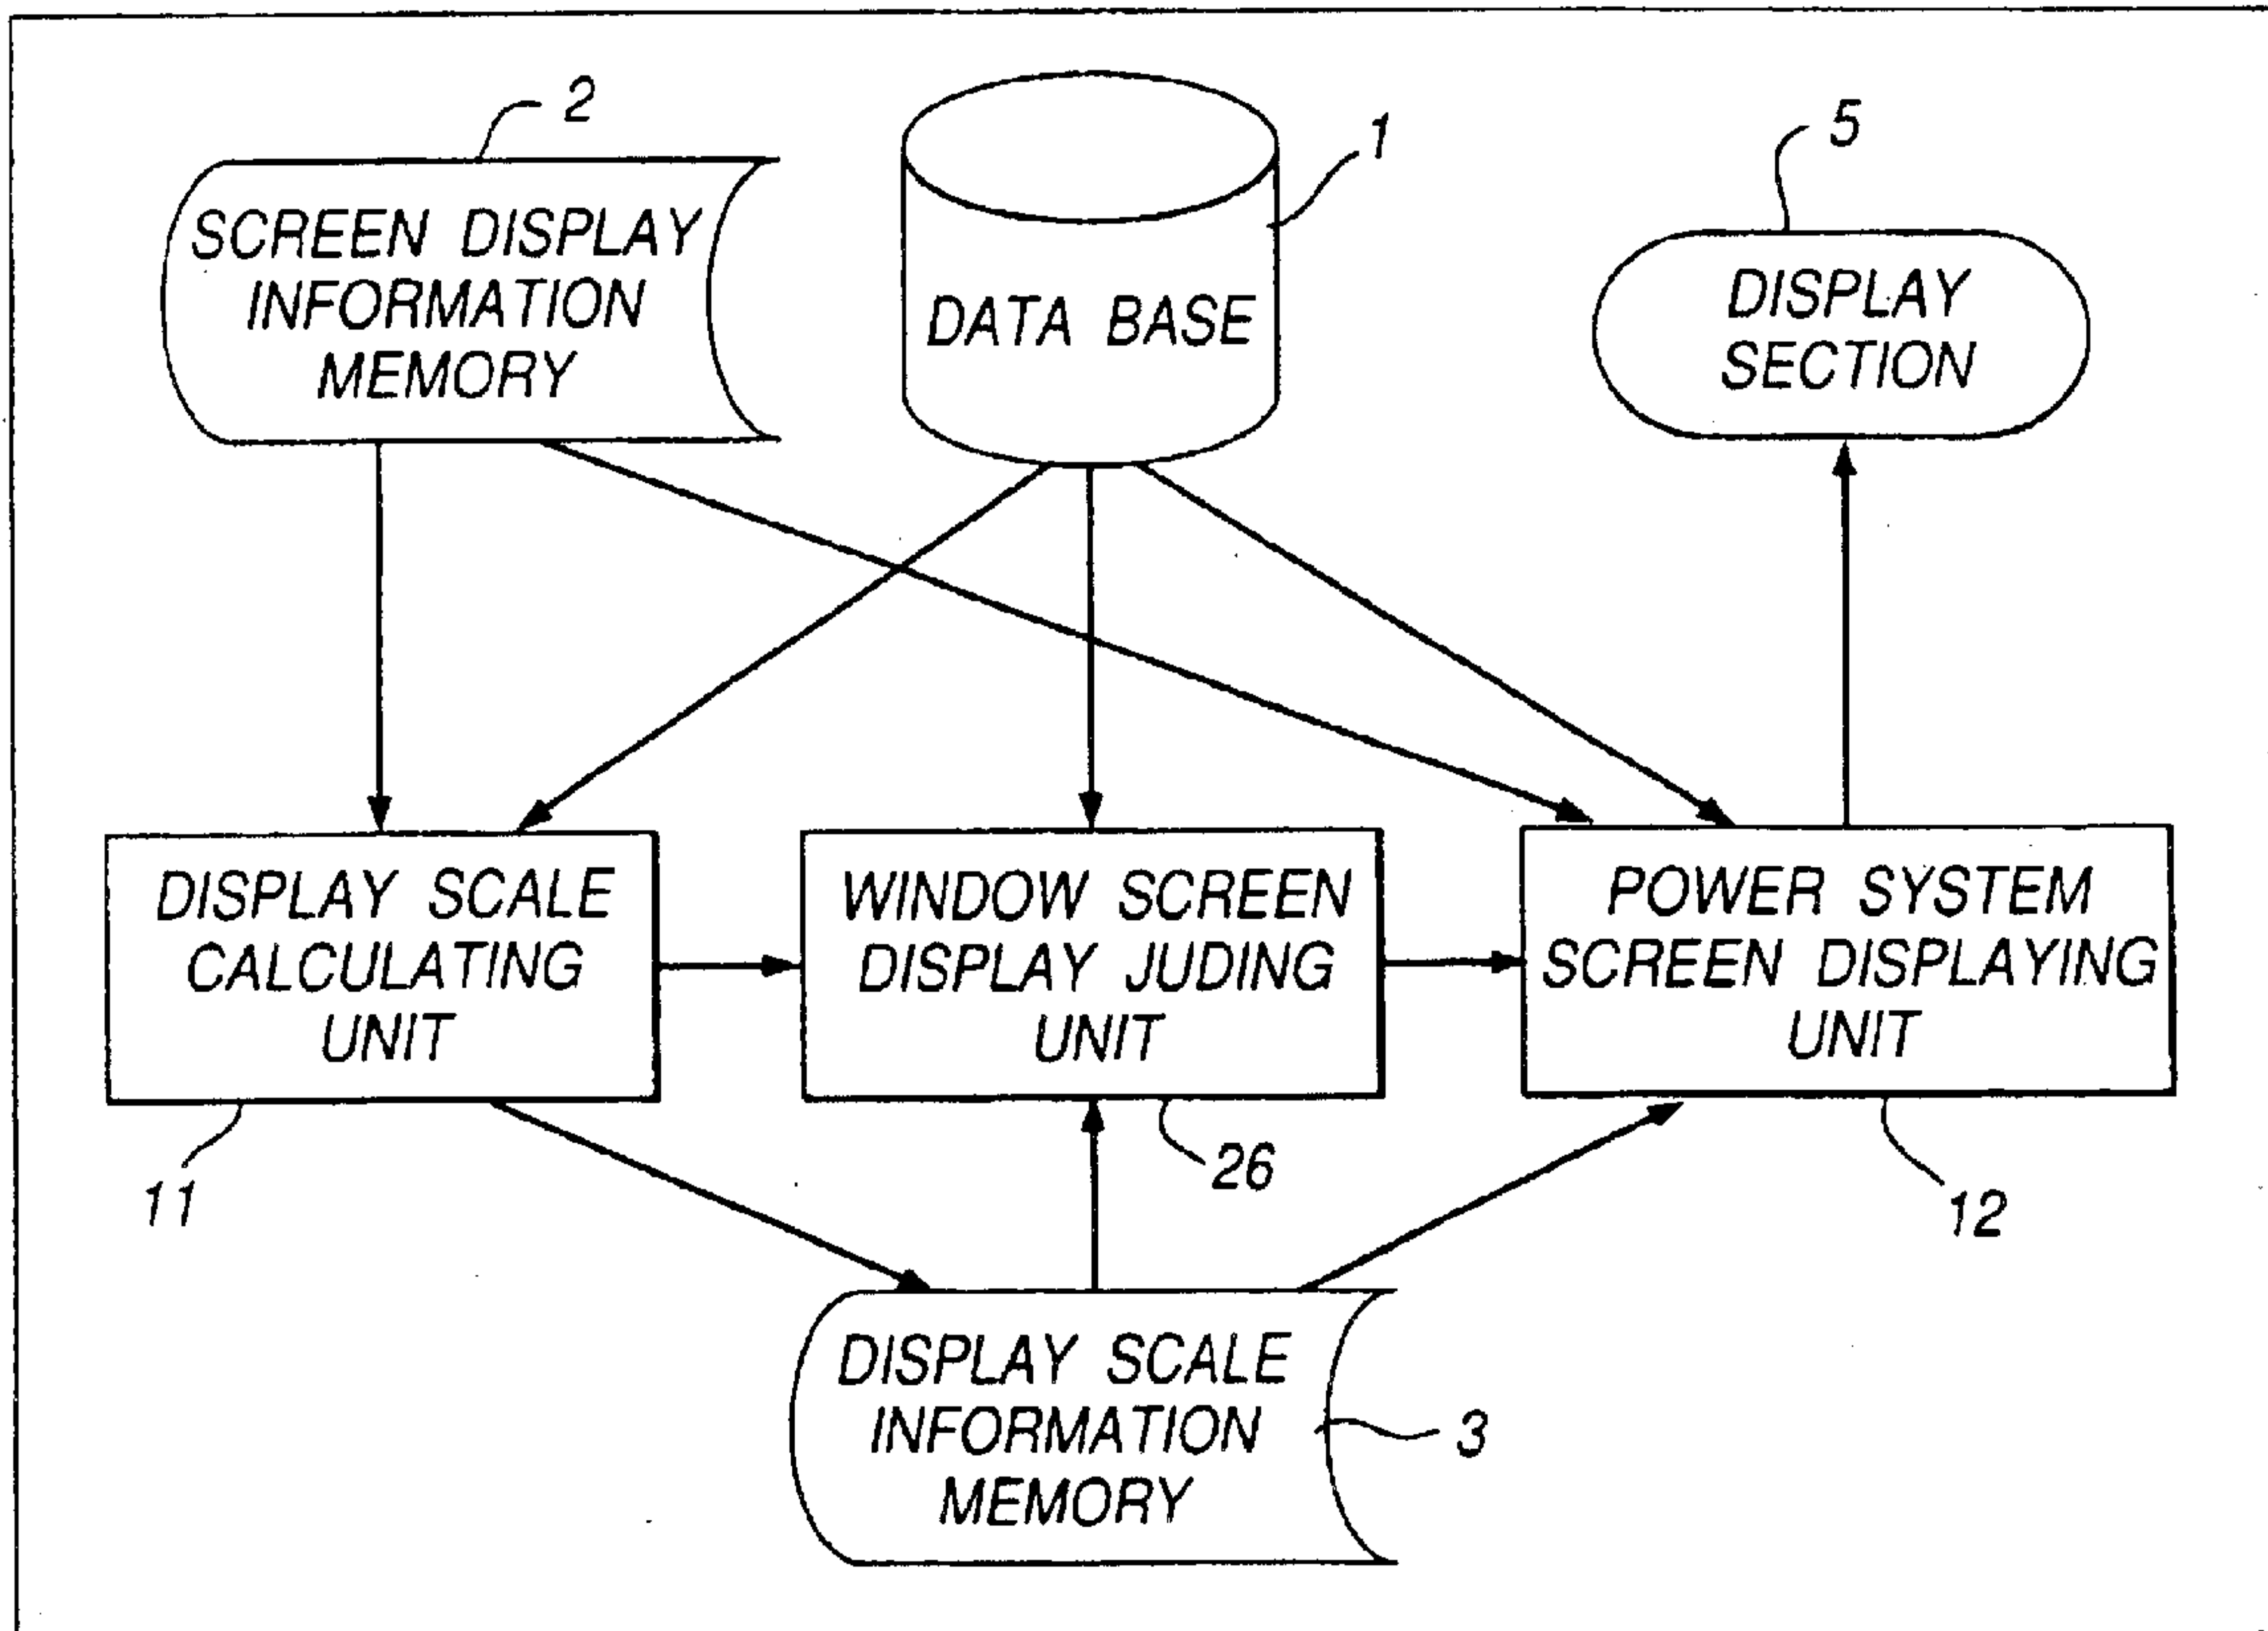 2
SCREEN DISPLAY
INFORMATION
MEMORY
1
DATA BASE
5
DISPLAY
SECTION
DISPLAY SCALE
CALCULATING
UNIT
11
WINDOW SCREEN
DISPLAY JUDING
UNIT
26
POWER SYSTEM
SCREEN DISPLAYING
UNIT
12
DISPLAY SCALE
INFORMATION
MEMORY
3